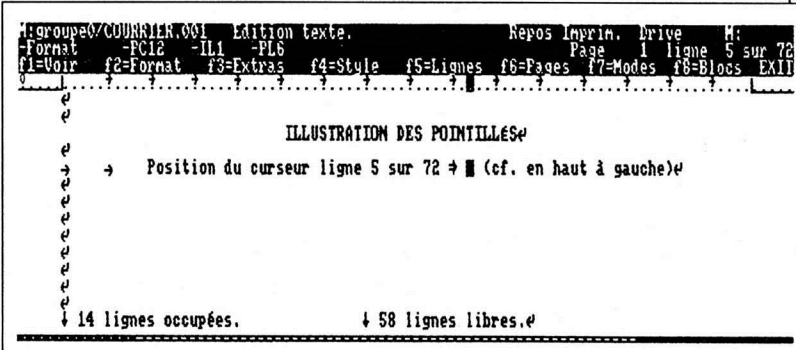 M:groupe0/COURRIER.001 Edition texte. Repos Imprim. Drive M:
-Format -PC12 -IL1 -PL6 Page 1 ligne 5 sur 72
f1=Voir f2=Format f3=Extras f4=Style f5=Lignes f6=Pages f7=Modes f8=Blocs EXIT
0
ILLUSTRATION DES POINTILLÉS↵
→ → Position du curseur ligne 5 sur 72 → █ (cf. en haut à gauche)↵
↓ 14 lignes occupées. ↓ 58 lignes libres.↵